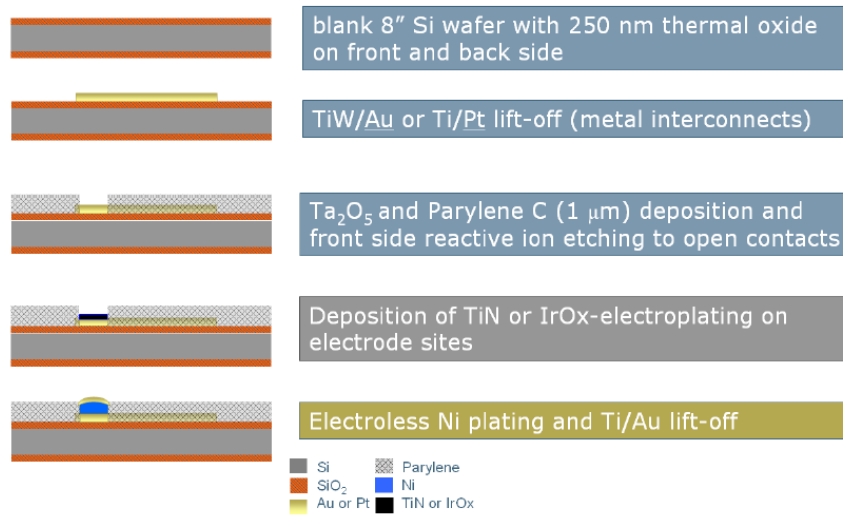 blank 8” Si wafer with 250 nm thermal oxide
on front and back side
TiW/Au or Ti/Pt lift-off (metal interconnects)
Ta₂O₅ and Parylene C (1 μm) deposition and
front side reactive ion etching to open contacts
Deposition of TiN or IrOx-electroplating on
electrode sites
Electroless Ni plating and Ti/Au lift-off
Si Parylene
SiO₂ Ni
Au or Pt TiN or IrOx